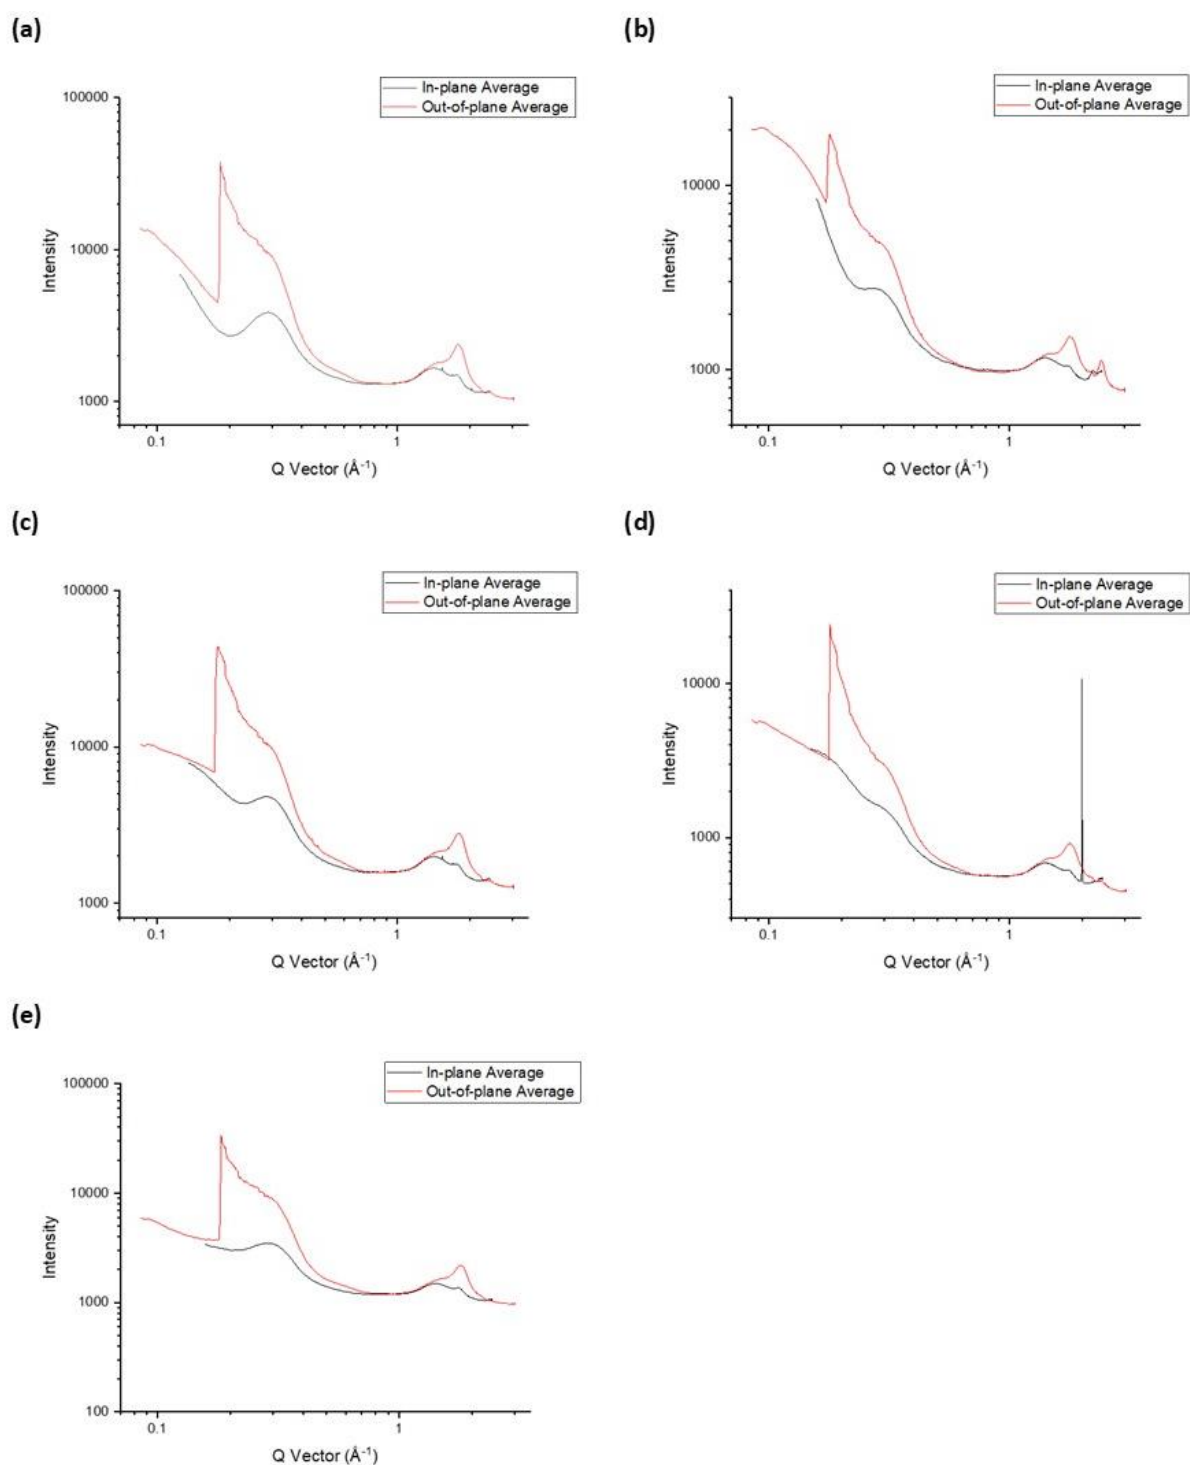 (a)
In-plane Average
Out-of-plane Average
100000
10000
1000
Intensity
0.1
1
Q Vector (Å⁻¹)
(b)
In-plane Average
Out-of-plane Average
10000
1000
Intensity
0.1
1
Q Vector (Å⁻¹)
(c)
In-plane Average
Out-of-plane Average
100000
10000
1000
Intensity
0.1
1
Q Vector (Å⁻¹)
(d)
In-plane Average
Out-of-plane Average
10000
1000
Intensity
0.1
1
Q Vector (Å⁻¹)
(e)
In-plane Average
Out-of-plane Average
100000
10000
1000
100
Intensity
0.1
1
Q Vector (Å⁻¹)